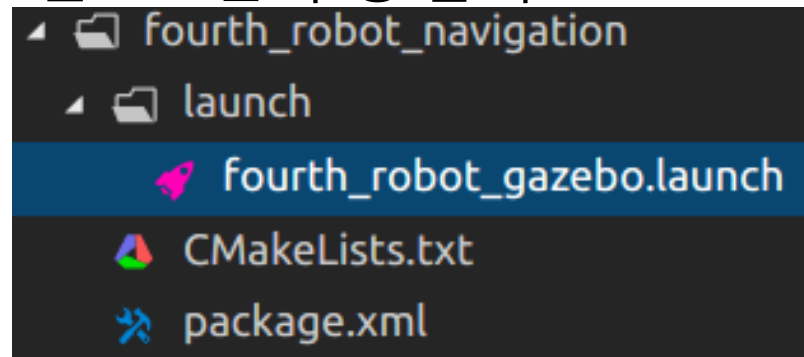 fourth_robot_navigation
launch
fourth_robot_gazebo.launch
CMakeLists.txt
package.xml